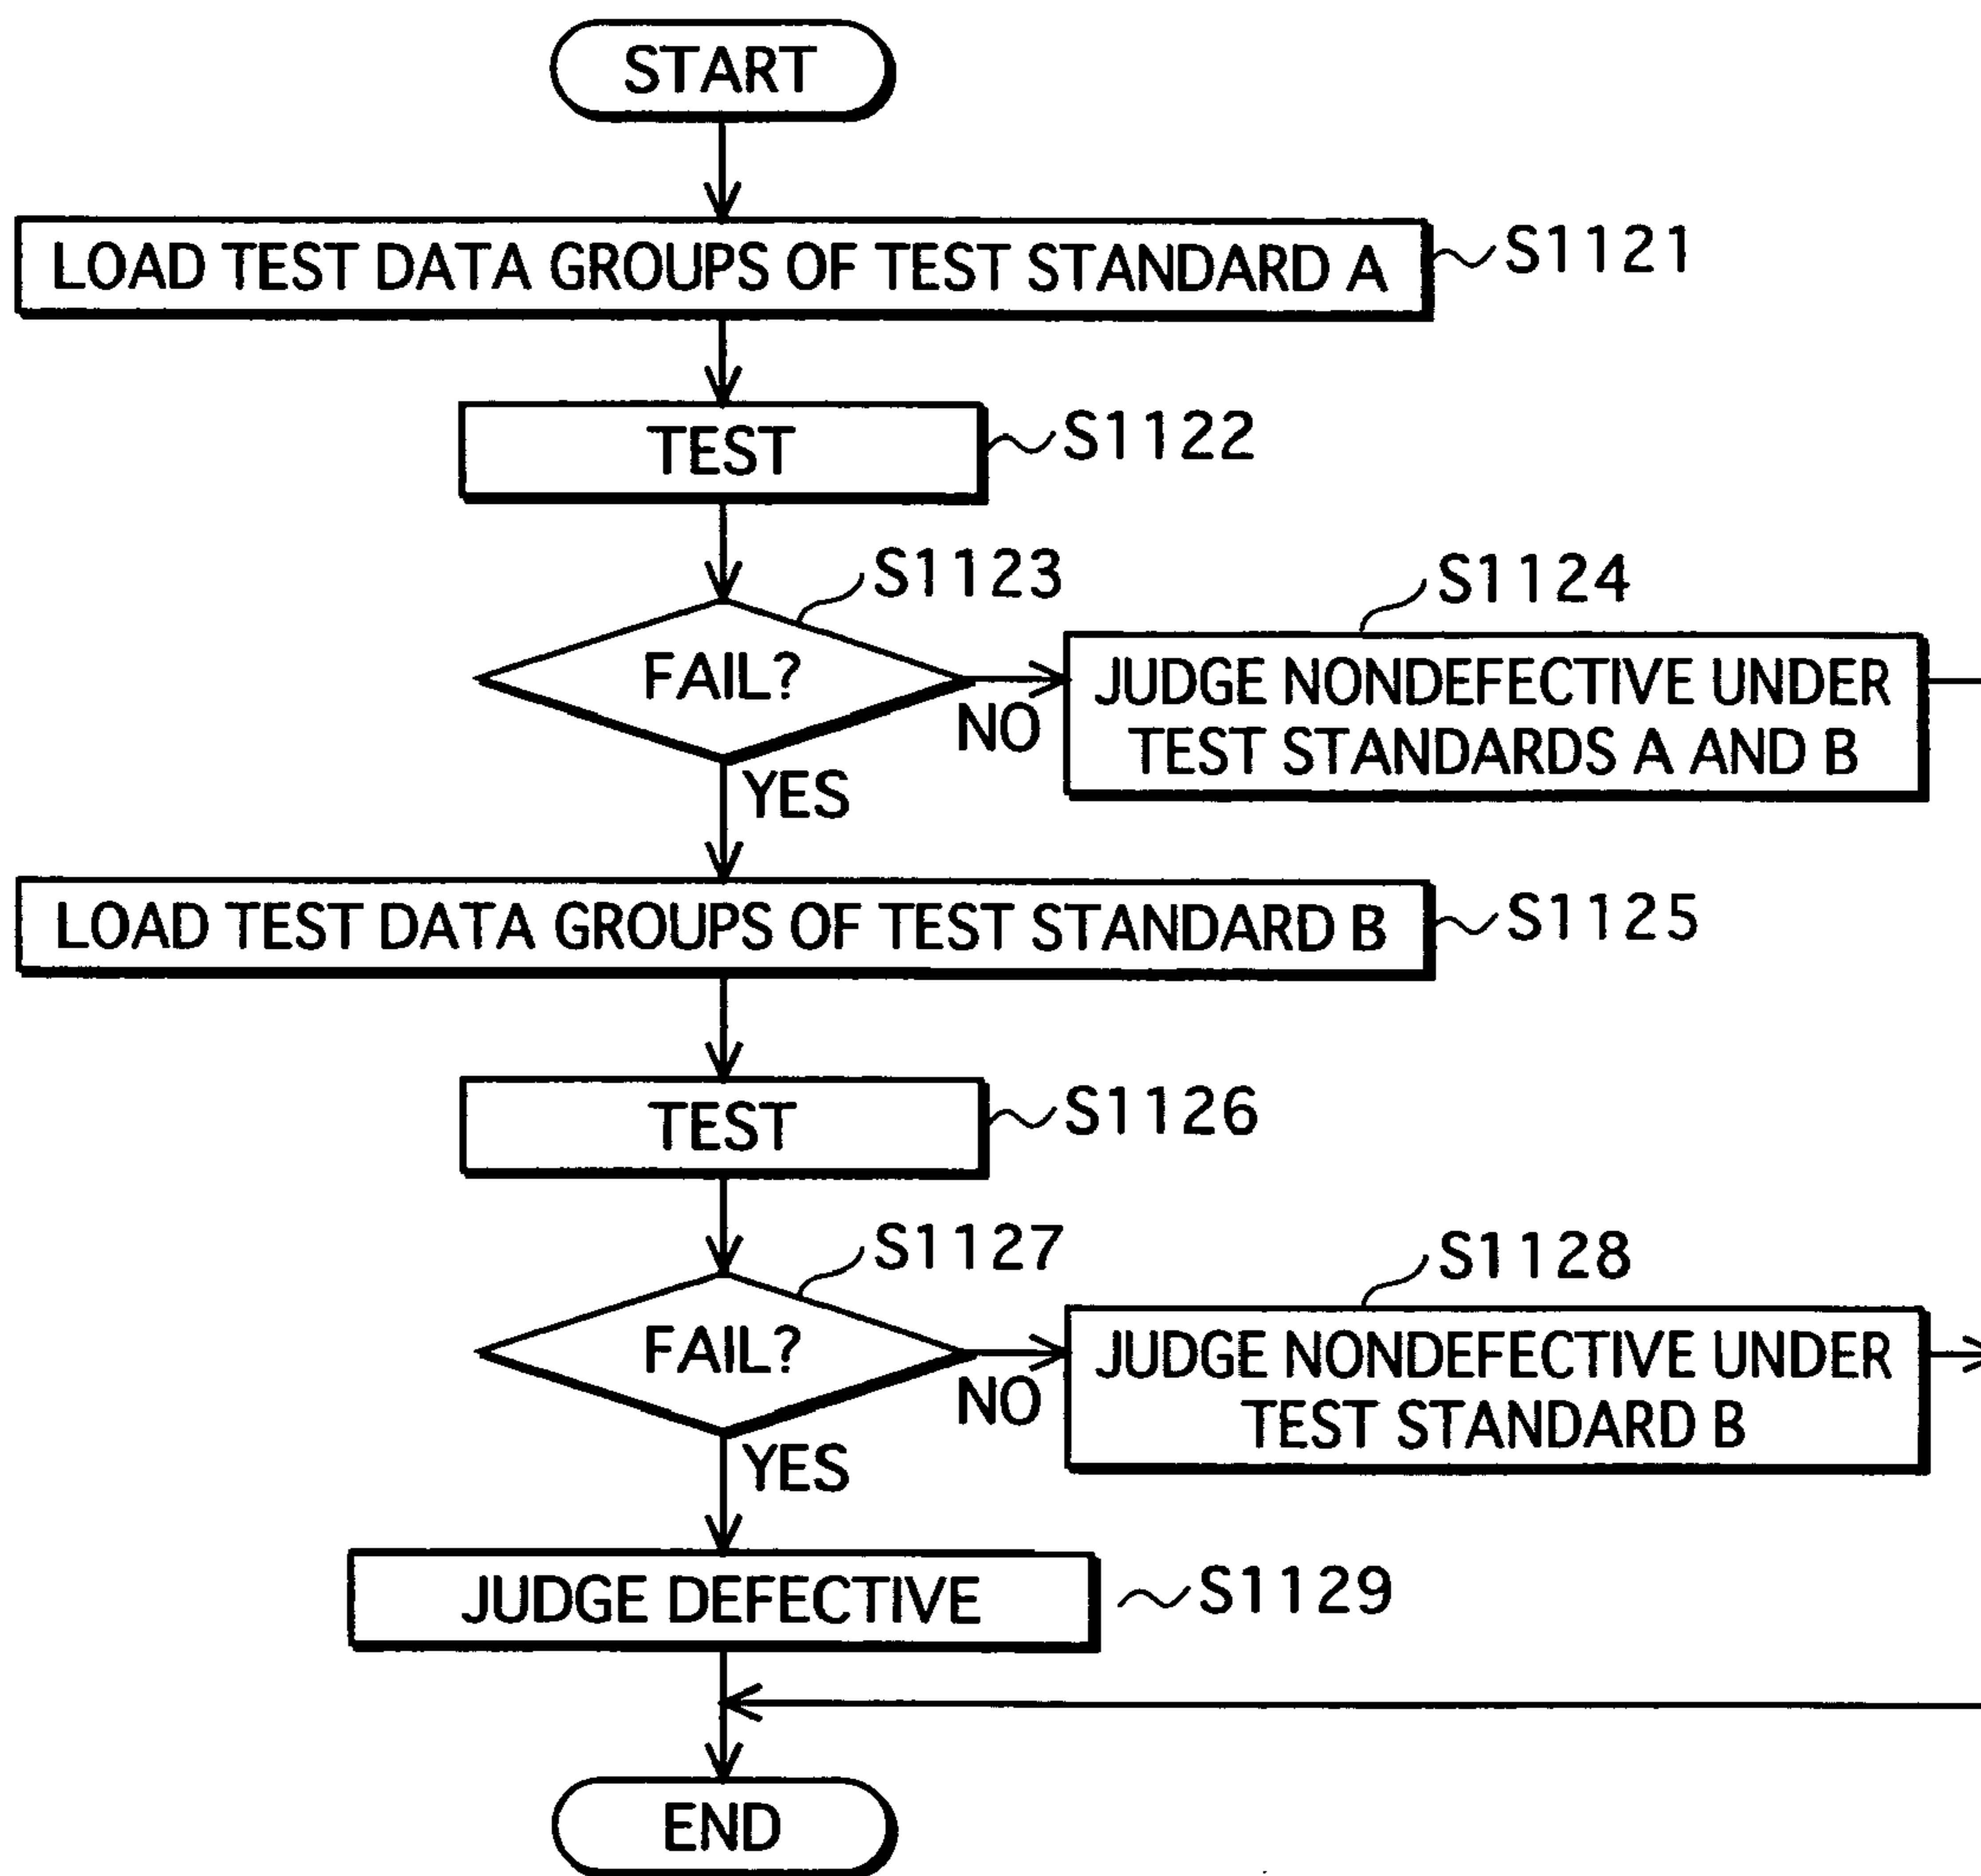 START
LOAD TEST DATA GROUPS OF TEST STANDARD A
S1121
TEST
S1122
S1123
FAIL?
NO
YES
S1124
JUDGE NONDEFECTIVE UNDER
TEST STANDARDS A AND B
LOAD TEST DATA GROUPS OF TEST STANDARD B
S1125
TEST
S1126
S1127
FAIL?
NO
YES
S1128
JUDGE NONDEFECTIVE UNDER
TEST STANDARD B
JUDGE DEFECTIVE
S1129
END